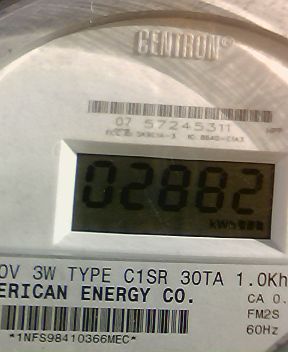 CENTRON®
07 57245311
02882
kWh
0V 3W TYPE C1SR 30TA 1.0Kh
ERICAN ENERGY CO.
CA 0.
FM2S
60Hz
*1NFS98410366MEC*